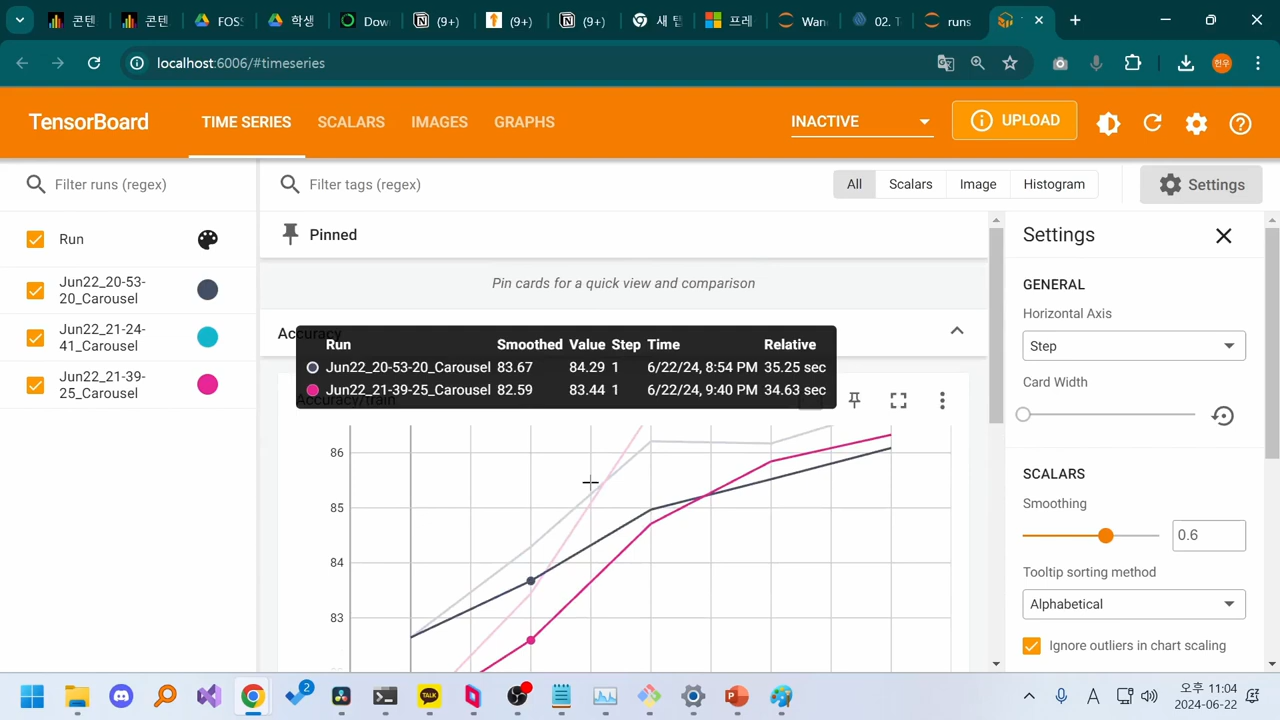 콘텐
콘텐
FOSS
학생
Dow
(9+)
(9+)
(9+)
새 탭
프레
Wan
02. T
runs
localhost:6006/#timeseries
현우
TensorBoard
TIME SERIES
SCALARS
IMAGES
GRAPHS
INACTIVE
UPLOAD
Filter runs (regex)
Filter tags (regex)
All
Scalars
Image
Histogram
Settings
Run
Jun22_20-53-
20_Carousel
Jun22_21-24-
41_Carousel
Jun22_21-39-
25_Carousel
Pinned
Pin cards for a quick view and comparison
Accuracy
Run Smoothed Value Step Time Relative
Jun22_20-53-20_Carousel 83.67 84.29 1 6/22/24, 8:54 PM 35.25 sec
Jun22_21-39-25_Carousel 82.59 83.44 1 6/22/24, 9:40 PM 34.63 sec
Accuracy/train
86
85
84
83
Settings
GENERAL
Horizontal Axis
Step
Card Width
SCALARS
Smoothing
0.6
Tooltip sorting method
Alphabetical
Ignore outliers in chart scaling
2
TALK
A
오후 11:04
2024-06-22